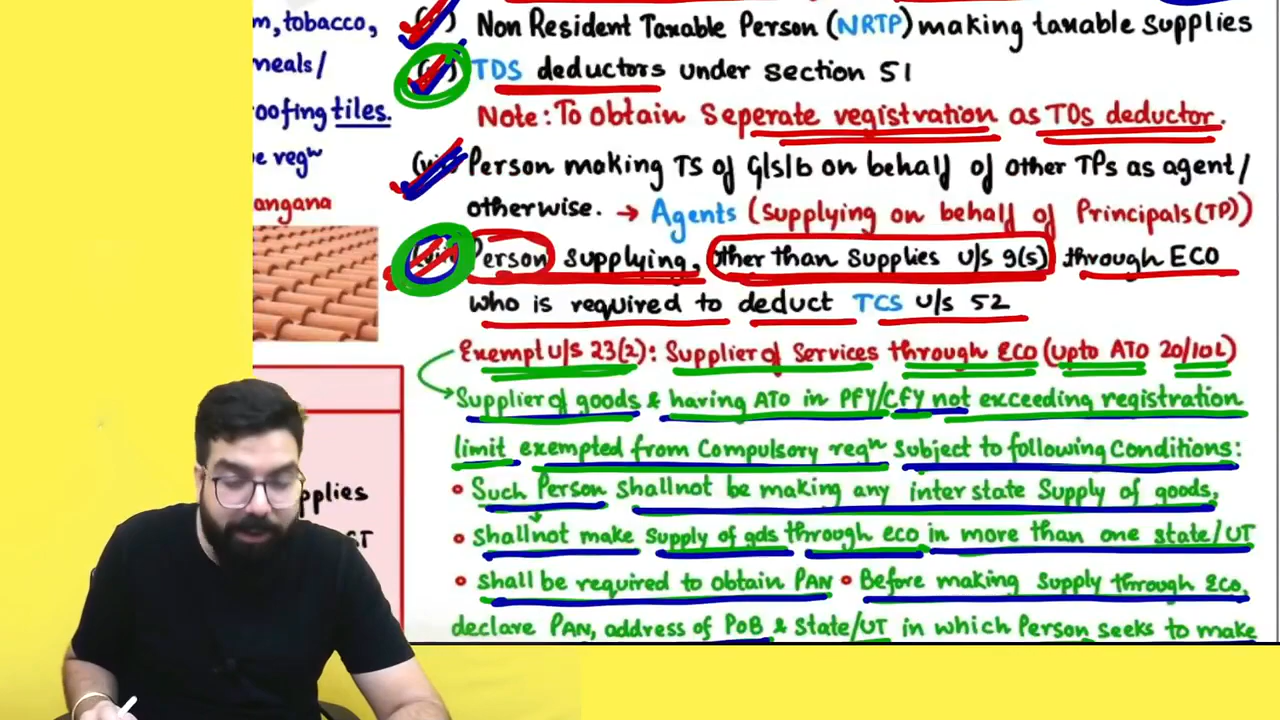 m, tobacco,
meals/
oofing tiles.
e regⁿ
angana
pplies
ST
Non Resident Taxable Person (NRTP) making taxable supplies
TDS deductors under section 51
Note: To obtain Seperate registration as TDS deductor.
Person making TS of G/S/b on behalf of other TPs as agent/
otherwise. → Agents (supplying on behalf of Principals(TP))
Person supplying, other than supplies u/s 9(5) through ECO
who is required to deduct TCS u/s 52
Exempt u/s 23(2): Supplier of Services through ECO (upto ATO 20/10L)
Supplier of goods & having ATO in PFY/CFY not exceeding registration
limit exempted from Compulsory regⁿ subject to following Conditions:
• Such Person shall not be making any inter state Supply of goods,
• shall not make supply of gds through eco in more than one state/UT
• shall be required to obtain PAN • Before making supply through ECO,
declare PAN, address of PoB & state/UT in which Person seeks to make